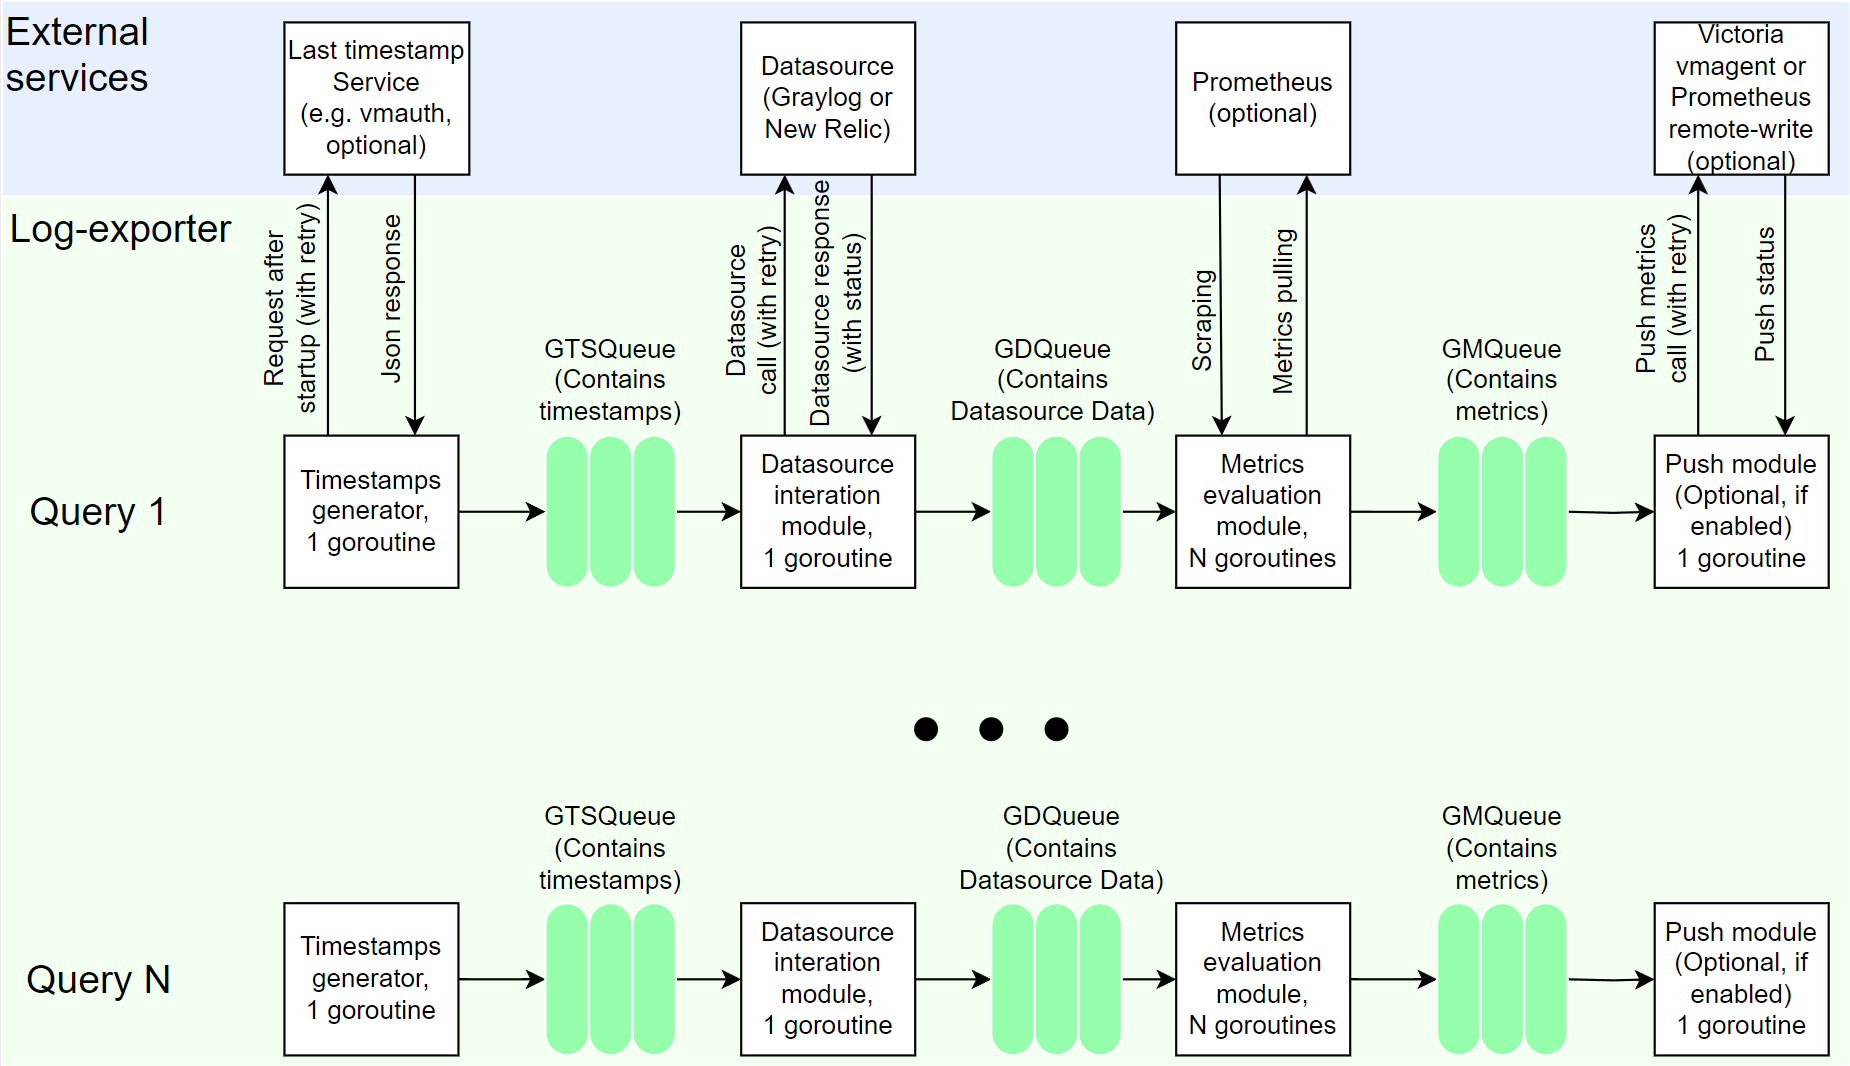 External
services
Last timestamp
Service
(e.g. vmauth,
optional)
Datasource
(Graylog or
New Relic)
Prometheus
(optional)
Victoria
vmagent or
Prometheus
remote-write
(optional)
Log-exporter
Request after
startup (with retry)
Json response
Datasource
call (with retry)
Datasource response
(with status)
Scraping
Metrics pulling
Push metrics
call (with retry)
Push status
GTSQueue
(Contains
timestamps)
GDQueue
(Contains
Datasource Data)
GMQueue
(Contains
metrics)
Query 1
Timestamps
generator,
1 goroutine
Datasource
interation
module,
1 goroutine
Metrics
evaluation
module,
N goroutines
Push module
(Optional, if
enabled)
1 goroutine
GTSQueue
(Contains
timestamps)
GDQueue
(Contains
Datasource Data)
GMQueue
(Contains
metrics)
Query N
Timestamps
generator,
1 goroutine
Datasource
interation
module,
1 goroutine
Metrics
evaluation
module,
N goroutines
Push module
(Optional, if
enabled)
1 goroutine